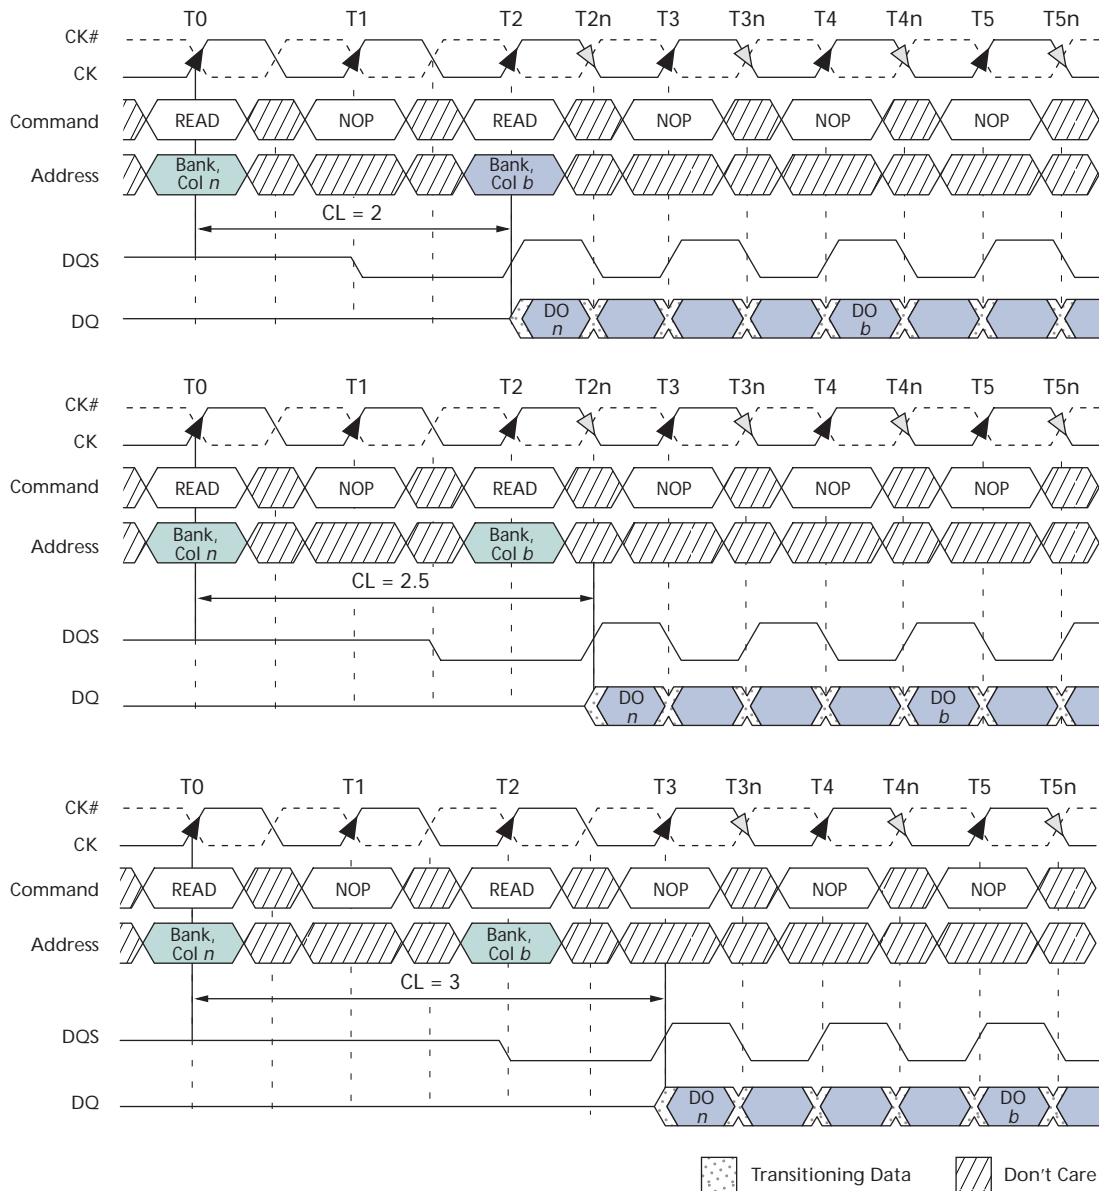 T0 T1 T2 T2n T3 T3n T4 T4n T5 T5n
CK#
CK
Command READ NOP READ NOP NOP NOP
Address Bank, Col n Bank, Col b
CL = 2
DQS
DQ DO n DO b
T0 T1 T2 T2n T3 T3n T4 T4n T5 T5n
CK#
CK
Command READ NOP READ NOP NOP NOP
Address Bank, Col n Bank, Col b
CL = 2.5
DQS
DQ DO n DO b
T0 T1 T2 T3 T3n T4 T4n T5 T5n
CK#
CK
Command READ NOP READ NOP NOP NOP
Address Bank, Col n Bank, Col b
CL = 3
DQS
DQ DO n DO b
Transitioning Data Don't Care